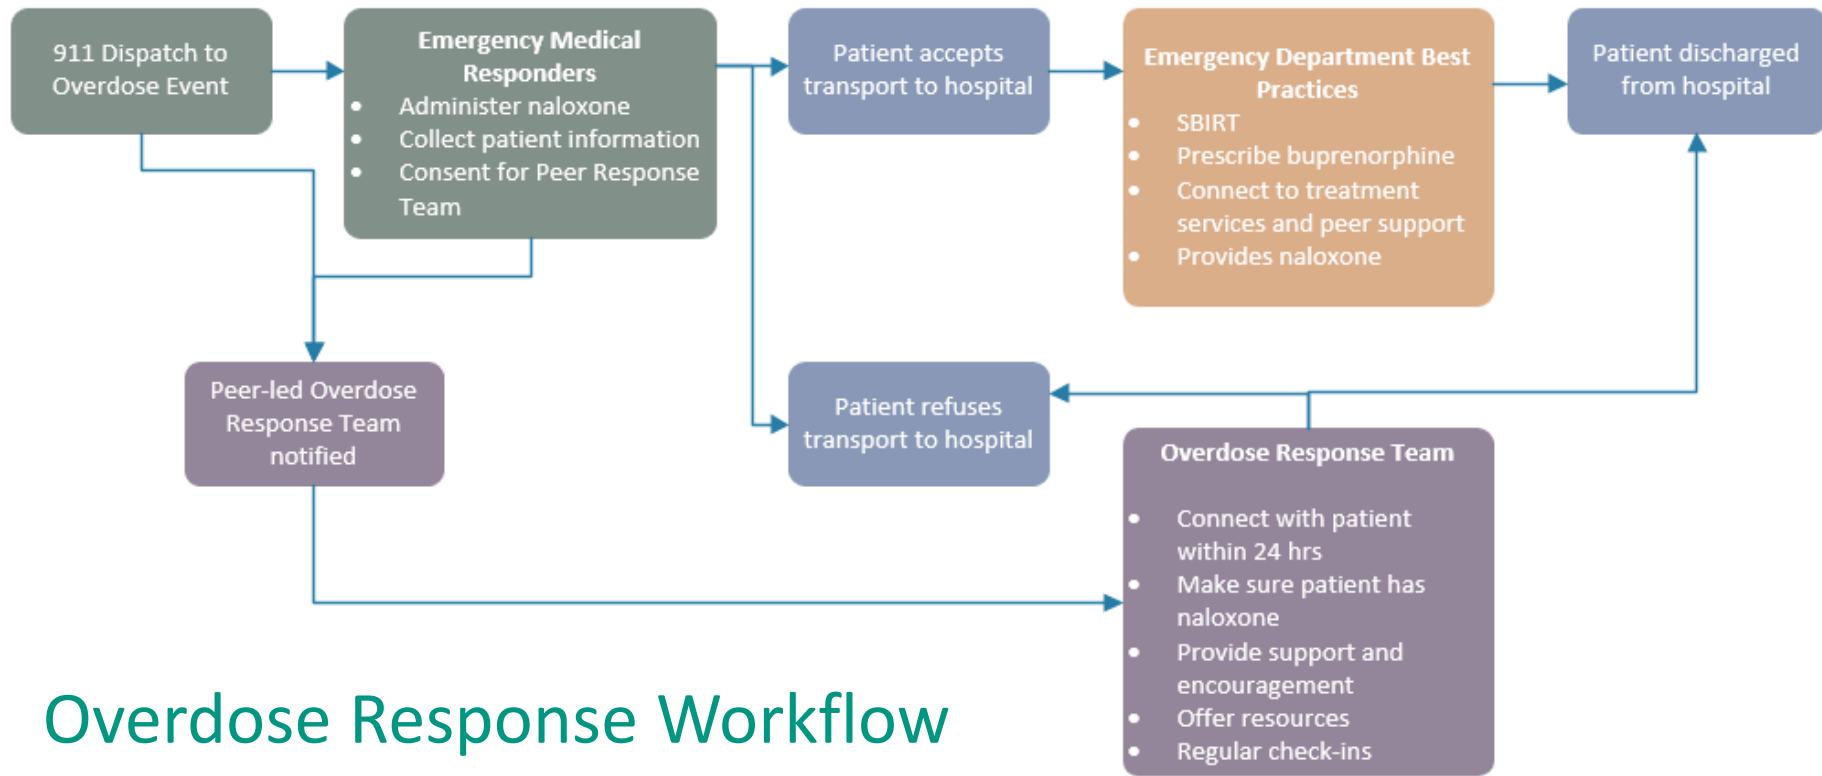 911 Dispatch to
Overdose Event
Emergency Medical
Responders
• Administer naloxone
• Collect patient information
• Consent for Peer Response
Team
Patient accepts
transport to hospital
Emergency Department Best
Practices
• SBIRT
• Prescribe buprenorphine
• Connect to treatment
services and peer support
• Provides naloxone
Patient discharged
from hospital
Peer-led Overdose
Response Team
notified
Patient refuses
transport to hospital
Overdose Response Team
• Connect with patient
within 24 hrs
• Make sure patient has
naloxone
• Provide support and
encouragement
• Offer resources
• Regular check-ins
Overdose Response Workflow